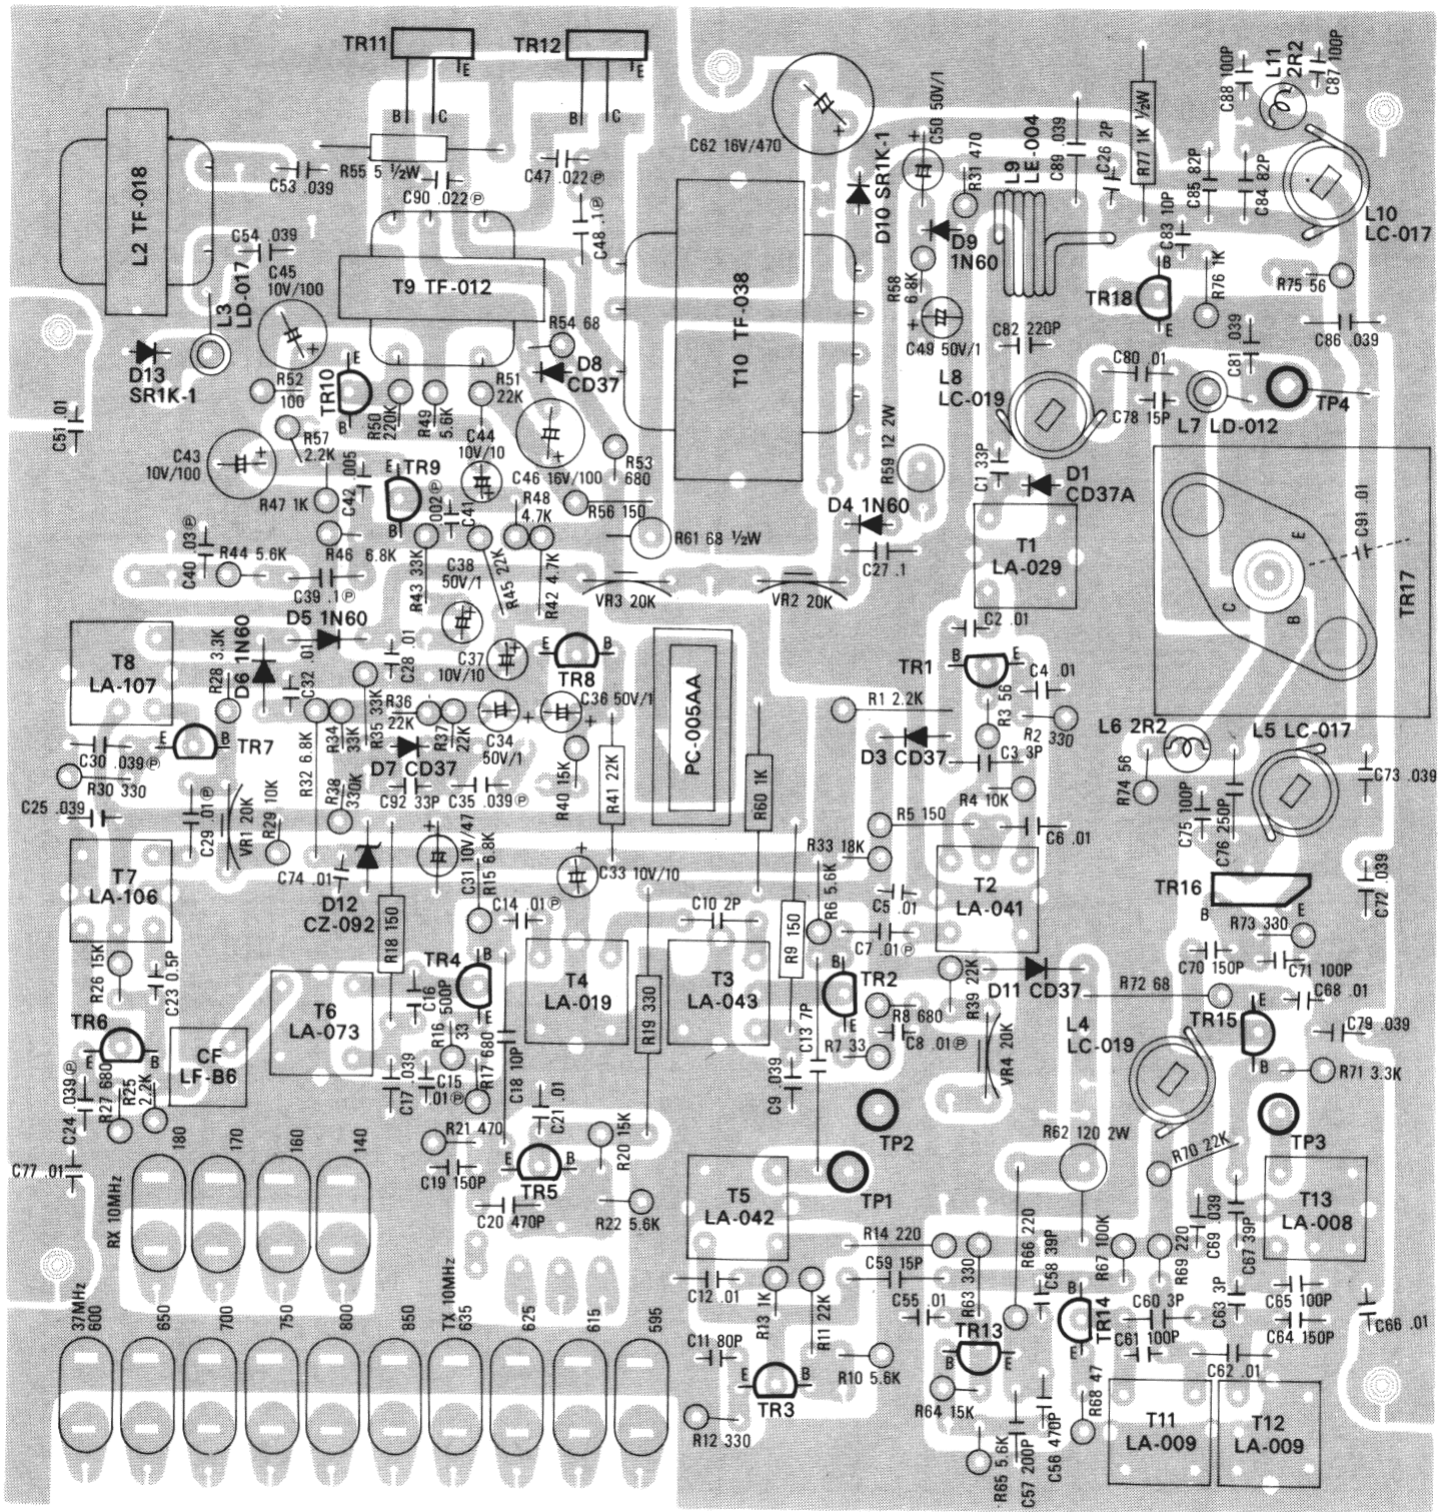 TR11
TR12
E
E
B
C
B
C
C62 16V/470
C50 50V/1
L11
2R2
C88 100P
C87 100P
R77 1K ½W
C89 .039
C26 2P
L9
LE-004
R31 470
D10 SR1K-1
C85 82P
C84 82P
L10
LC-017
L2 TF-018
C53 .039
R55 5 ½W
C90 .022Ⓟ
C47 .022Ⓟ
C48 .1Ⓟ
C54 .039
C45
10V/100
L3
LD-017
T9 TF-012
T10 TF-038
D9
1N60
R58
6.8K
C83 10P
B
TR18
E
R76 1K
R75 56
C49 50V/1
C82 220P
C81 .039
C86 .039
D13
SR1K-1
R54 68
D8
CD37
R52
100
TR10
E
B
R50
220K
R49
5.6K
R51
22K
L8
LC-019
C80 .01
C78 15P
L7 LD-012
TP4
C51 .01
C43
10V/100
R57
2.2K
C44
10V/10
C46 16V/100
R53
680
R59 12 2W
R47 1K
C42 .005
TR9
E
B
.002Ⓟ
C41
R48
4.7K
R56 150
C1 33P
D1
CD37A
D4 1N60
R61 68 ½W
C27 .1
T1
LA-029
C91 .01
E
C
B
TR17
C40 .03Ⓟ
R44 5.6K
R46 6.8K
C39 .1Ⓟ
R43 33K
C38
50V/1
R45 22K
R42 4.7K
VR3 20K
VR2 20K
D5 1N60
D6 1N60
T8
LA-107
R28 3.3K
C32 .01
C28 .01
C37
10V/10
E
B
TR8
PC-005AA
C2 .01
TR1
B
E
C4 .01
R1 2.2K
R3 56
R2 330
C36 50V/1
R36
22K
R35 33K
R34
33K
R37
22K
C34
50V/1
E
B
TR7
C30 .039Ⓟ
R30 330
R32 6.8K
D7 CD37
C92 33P
C35 .039Ⓟ
R40 15K
R41 22K
R60 1K
D3 CD37
C3 3P
R4 10K
L6 2R2
L5 LC-017
R74 56
C73 .039
C25 .039
C29 .01Ⓟ
VR1 20K
R29 10K
R38
330K
C75 100P
C76 250P
R5 150
C6 .01
R33 18K
T7
LA-106
C74 .01
D12
CZ-092
C31 10V/47
R15 6.8K
C33 10V/10
T2
LA-041
TR16
B
E
C72 .039
R73 330
R18 150
C14 .01Ⓟ
C10 2P
R9 150
R6 5.6K
C5 .01
C7 .01Ⓟ
R26 15K
C23 0.5P
T6
LA-073
TR4
B
E
C16
500P
T4
LA-019
R19 330
T3
LA-043
B
TR2
E
R39 22K
D11 CD37
R72 68
C70 150P
C71 100P
C68 .01
TR6
E
B
CF
LF-B6
R16
33
R17 680
C18 10P
C13 7P
R8 680
C8 .01Ⓟ
R7 33
VR4 20K
L4
LC-019
E
TR15
B
C79 .039
R71 3.3K
C24 .039Ⓟ
R27 680
R25
2.2K
C17 .039
C15
.01Ⓟ
C21 .01
C9 .039
TP2
TP1
TP3
R62 120 2W
R70 22K
180
170
160
140
R21 470
C19 150P
E
B
TR5
R20 15K
C77 .01
RX 10MHz
C20 470P
R22 5.6K
T5
LA-042
T13
LA-008
R14 220
R66 220
C58 39P
R67 100K
R69 220
C69 .039
C67 39P
C59 15P
C12 .01
R13 1K
R11 22K
C55 .01
R63 330
C63 3P
C65 100P
C64 150P
C66 .01
B
TR14
E
C60 3P
C61 100P
C62 .01
37MHz
600
650
700
750
800
850
TX 10MHz
635
625
615
595
C11 80P
E
B
TR3
R12 330
R10 5.6K
TR13
B
E
R64 15K
R65 5.6K
C57 200P
C56 470P
R68 47
T11
LA-009
T12
LA-009